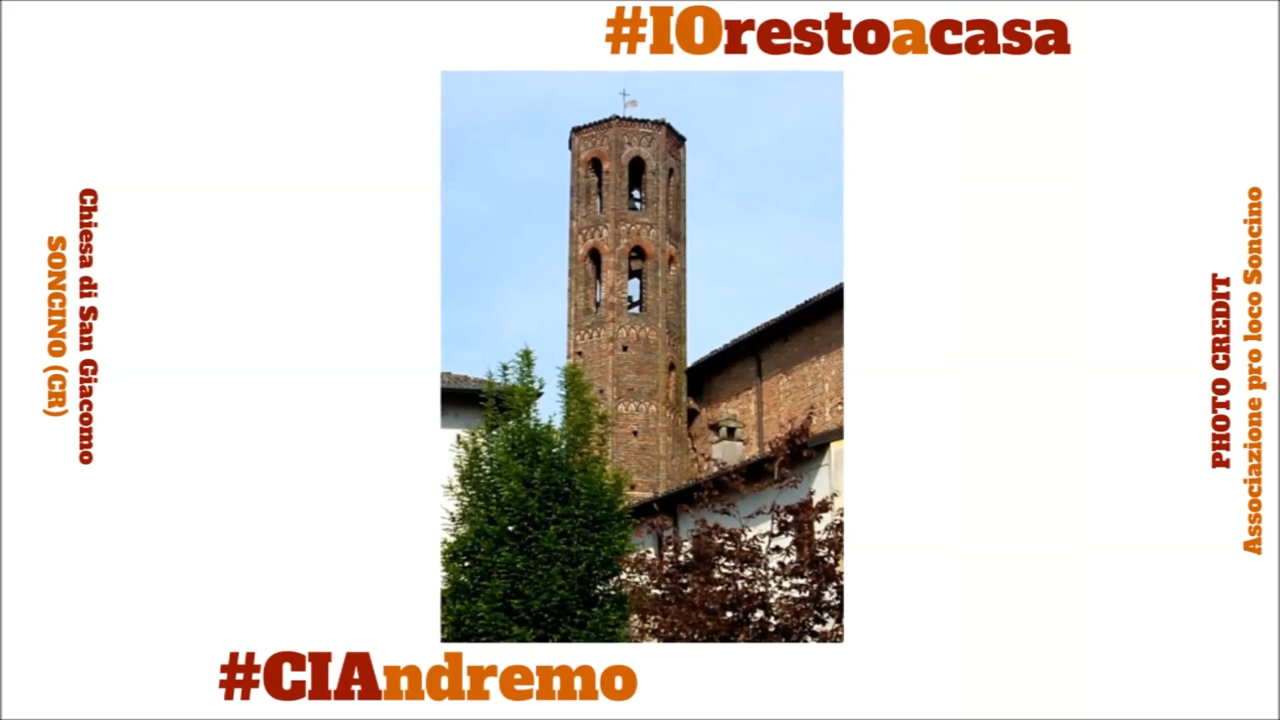 #IOrestoacasa
Chiesa di San Giacomo
SONCINO (CR)
PHOTO CREDIT
Associazione pro loco Soncino
#CIAndremo